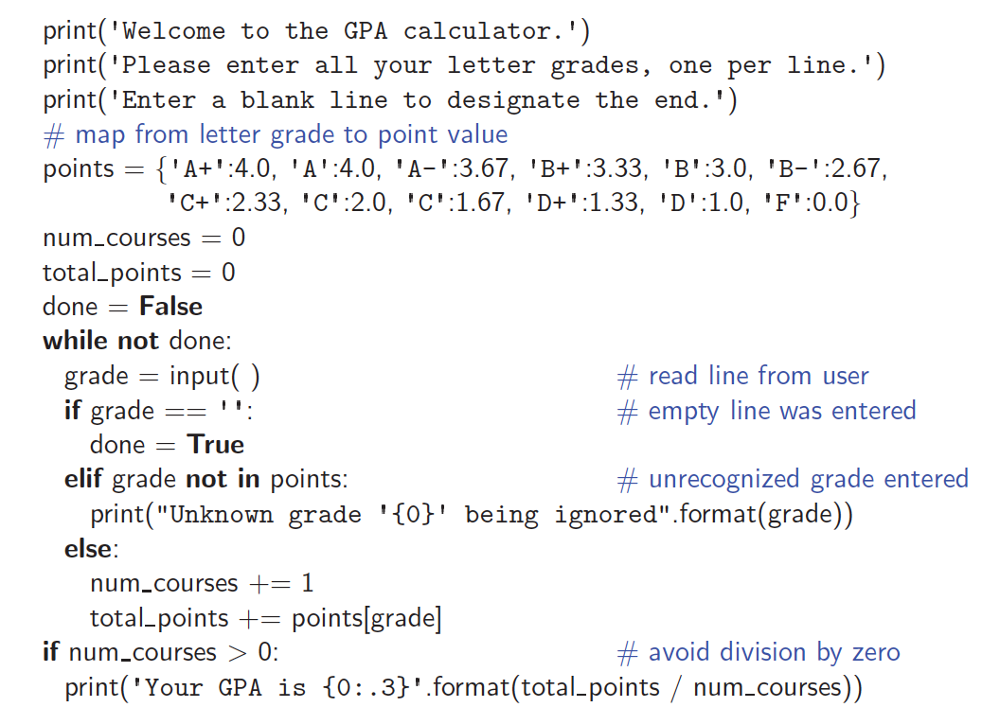 print('Welcome to the GPA calculator.')
print('Please enter all your letter grades, one per line.')
print('Enter a blank line to designate the end.')
# map from letter grade to point value
points = {'A+':4.0, 'A':4.0, 'A-':3.67, 'B+':3.33, 'B':3.0, 'B-':2.67,
'C+':2.33, 'C':2.0, 'C':1.67, 'D+':1.33, 'D':1.0, 'F':0.0}
num_courses = 0
total_points = 0
done = False
while not done:
grade = input( ) # read line from user
if grade == '': # empty line was entered
done = True
elif grade not in points: # unrecognized grade entered
print("Unknown grade '{0}' being ignored".format(grade))
else:
num_courses += 1
total_points += points[grade]
if num_courses > 0: # avoid division by zero
print('Your GPA is {0:.3}'.format(total_points / num_courses))